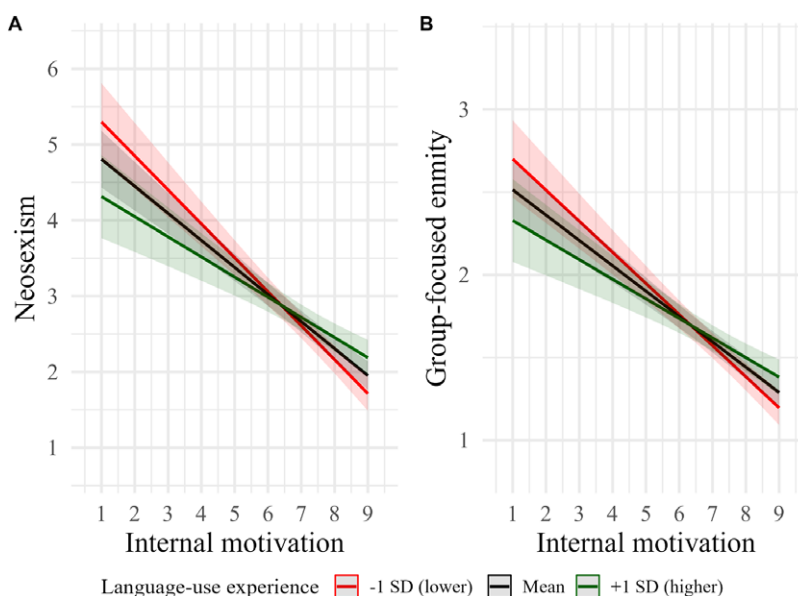 A
Neosexism
6
5
4
3
2
1
1 2 3 4 5 6 7 8 9
Internal motivation
B
Group-focused enmity
3
2
1
1 2 3 4 5 6 7 8 9
Internal motivation
Language-use experience -1 SD (lower) Mean +1 SD (higher)